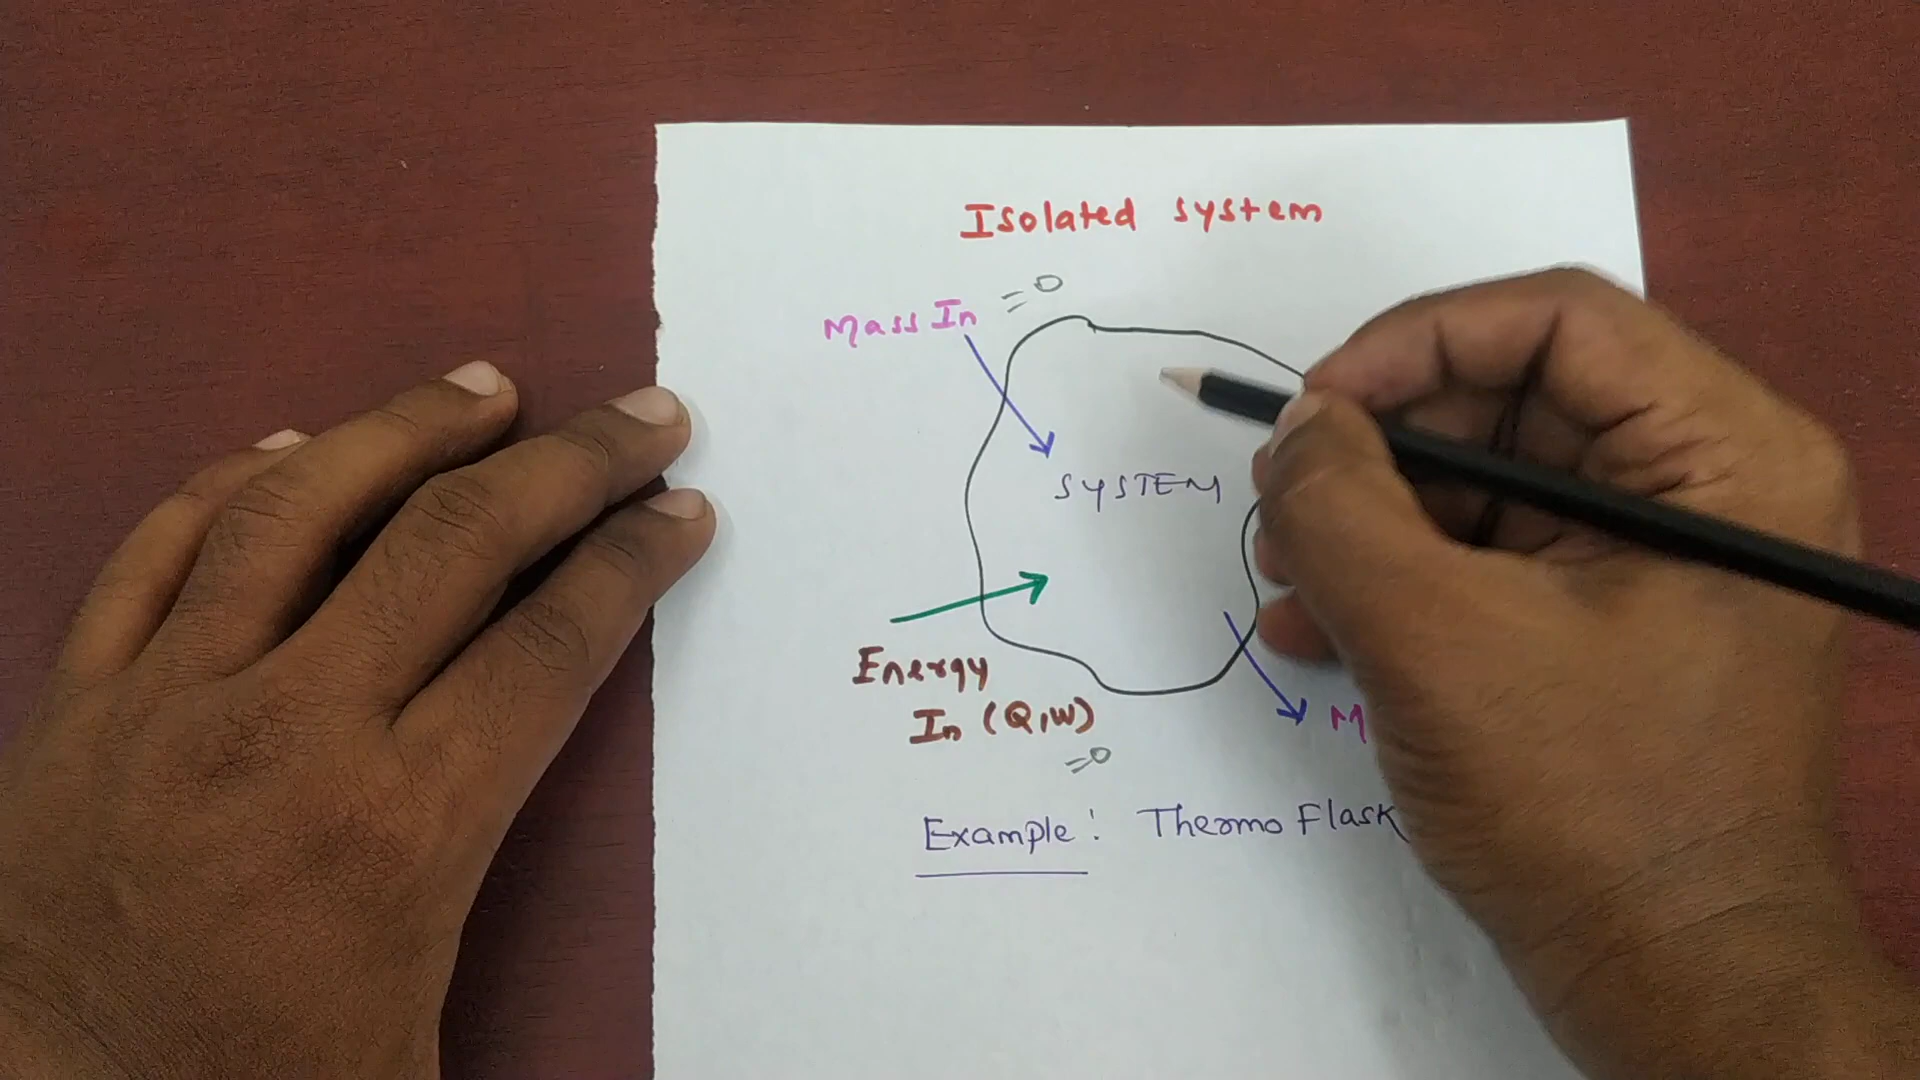 Isolated system
= 0
Mass In
SYSTEM
Energy
In (Q,W)
= 0
M
Example: Thermo Flask